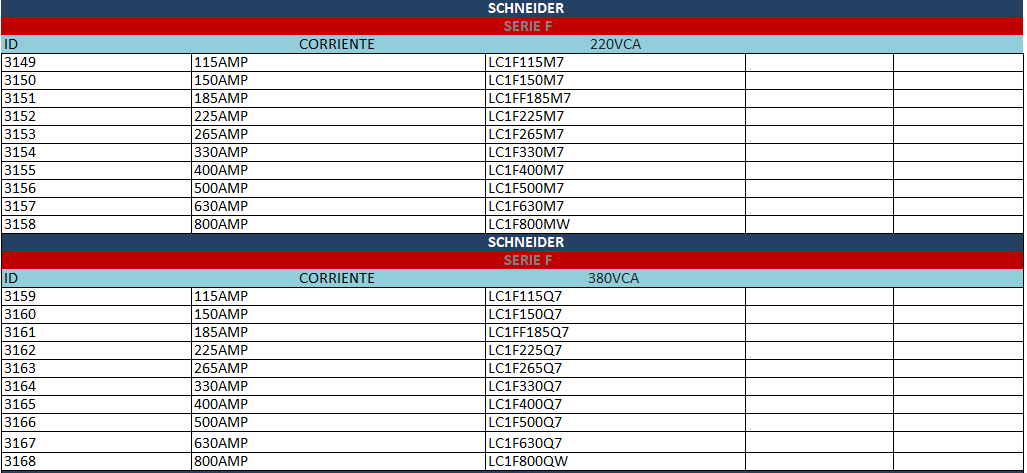 SCHNEIDER
SERIE F
ID CORRIENTE 220VCA
3149 115AMP LC1F115M7
3150 150AMP LC1F150M7
3151 185AMP LC1FF185M7
3152 225AMP LC1F225M7
3153 265AMP LC1F265M7
3154 330AMP LC1F330M7
3155 400AMP LC1F400M7
3156 500AMP LC1F500M7
3157 630AMP LC1F630M7
3158 800AMP LC1F800MW
SCHNEIDER
SERIE F
ID CORRIENTE 380VCA
3159 115AMP LC1F115Q7
3160 150AMP LC1F150Q7
3161 185AMP LC1FF185Q7
3162 225AMP LC1F225Q7
3163 265AMP LC1F265Q7
3164 330AMP LC1F330Q7
3165 400AMP LC1F400Q7
3166 500AMP LC1F500Q7
3167 630AMP LC1F630Q7
3168 800AMP LC1F800QW